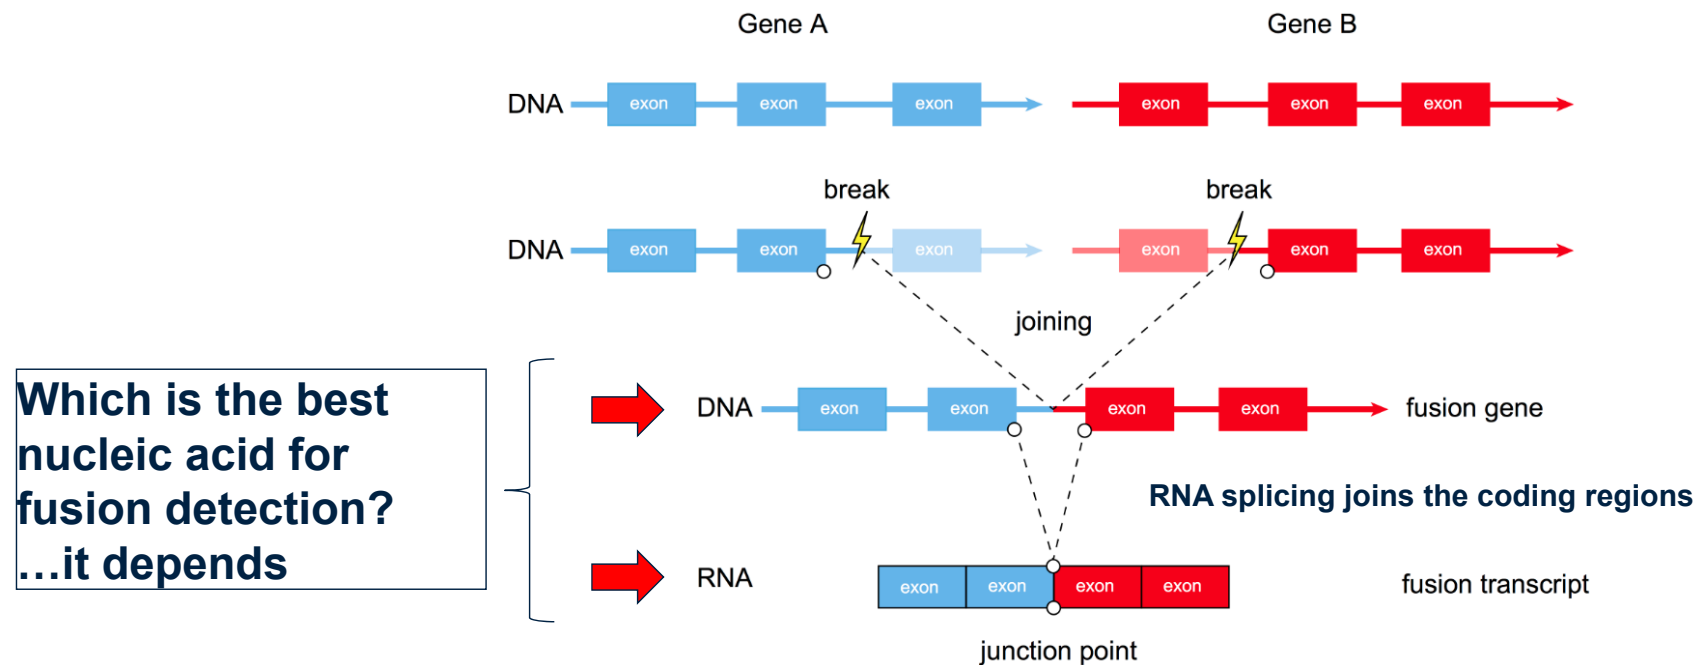 Gene A
Gene B
DNA
exon
exon
exon
exon
exon
exon
break
break
DNA
exon
exon
exon
exon
exon
exon
joining
Which is the best
nucleic acid for
fusion detection?
…it depends
DNA
exon
exon
exon
exon
fusion gene
RNA splicing joins the coding regions
RNA
exon
exon
exon
exon
fusion transcript
junction point